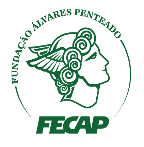 FUNDAÇÃO ÁLVARES PENTEADO
FECAP